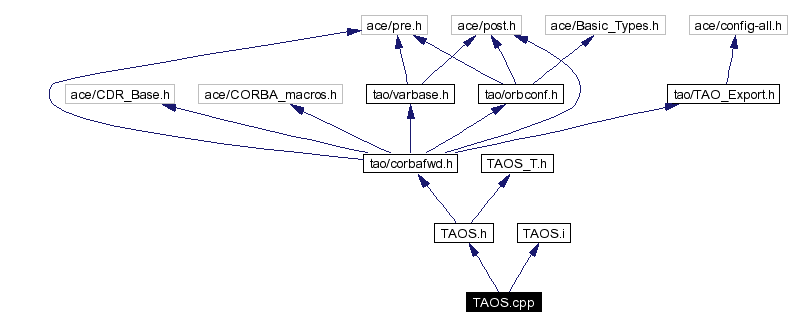 ace/pre.h
ace/post.h
ace/Basic_Types.h
ace/config-all.h
ace/CDR_Base.h
ace/CORBA_macros.h
tao/varbase.h
tao/orbconf.h
tao/TAO_Export.h
tao/corbafwd.h
TAOS_T.h
TAOS.h
TAOS.i
TAOS.cpp